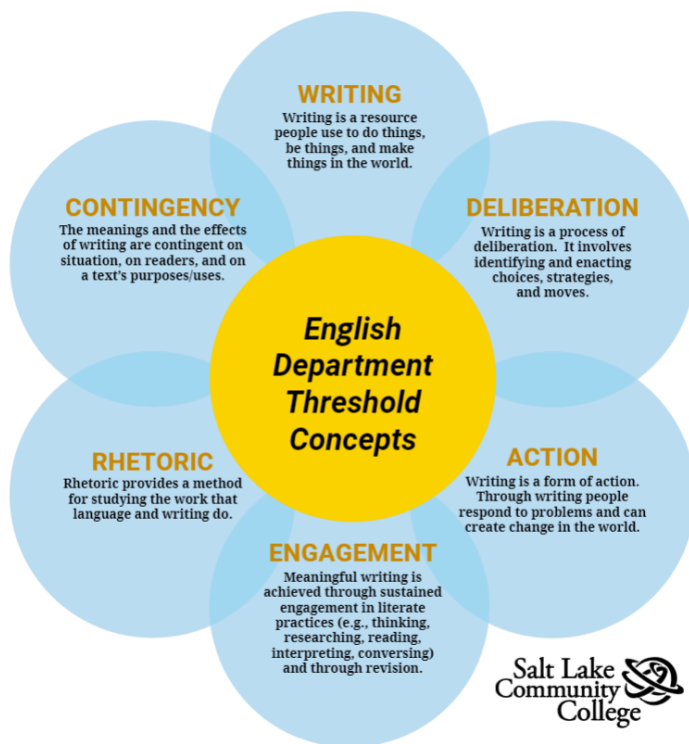 WRITING
Writing is a resource
people use to do things,
be things, and make
things in the world.
CONTINGENCY
The meanings and the effects
of writing are contingent on
situation, on readers, and on
a text's purposes/uses.
DELIBERATION
Writing is a process of
deliberation. It involves
identifying and enacting
choices, strategies,
and moves.
English
Department
Threshold
Concepts
RHETORIC
Rhetoric provides a method
for studying the work that
language and writing do.
ACTION
Writing is a form of action.
Through writing people
respond to problems and can
create change in the world.
ENGAGEMENT
Meaningful writing is
achieved through sustained
engagement in literate
practices (e.g., thinking,
researching, reading,
interpreting, conversing)
and through revision.
Salt Lake
Community
College